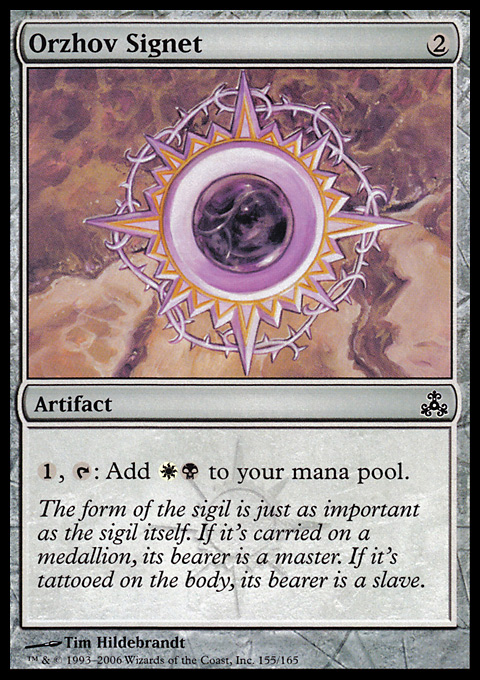 Orzhov Signet 2
Artifact
1, : Add to your mana pool.
The form of the sigil is just as important
as the sigil itself. If it's carried on a
medallion, its bearer is a master. If it's
tattooed on the body, its bearer is a slave.
Tim Hildebrandt
™ & © 1993–2006 Wizards of the Coast, Inc. 155/165